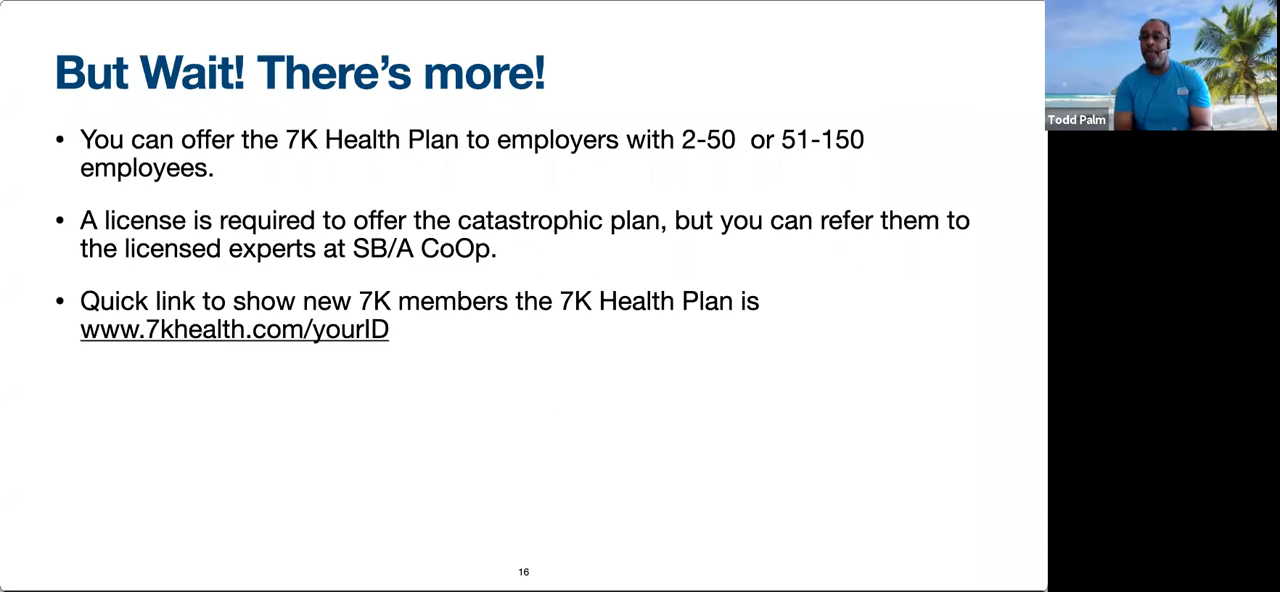 But Wait! There's more!
• You can offer the 7K Health Plan to employers with 2-50  or 51-150
employees.
• A license is required to offer the catastrophic plan, but you can refer them to
the licensed experts at SB/A CoOp.
• Quick link to show new 7K members the 7K Health Plan is
www.7khealth.com/yourID
16
Todd Palm